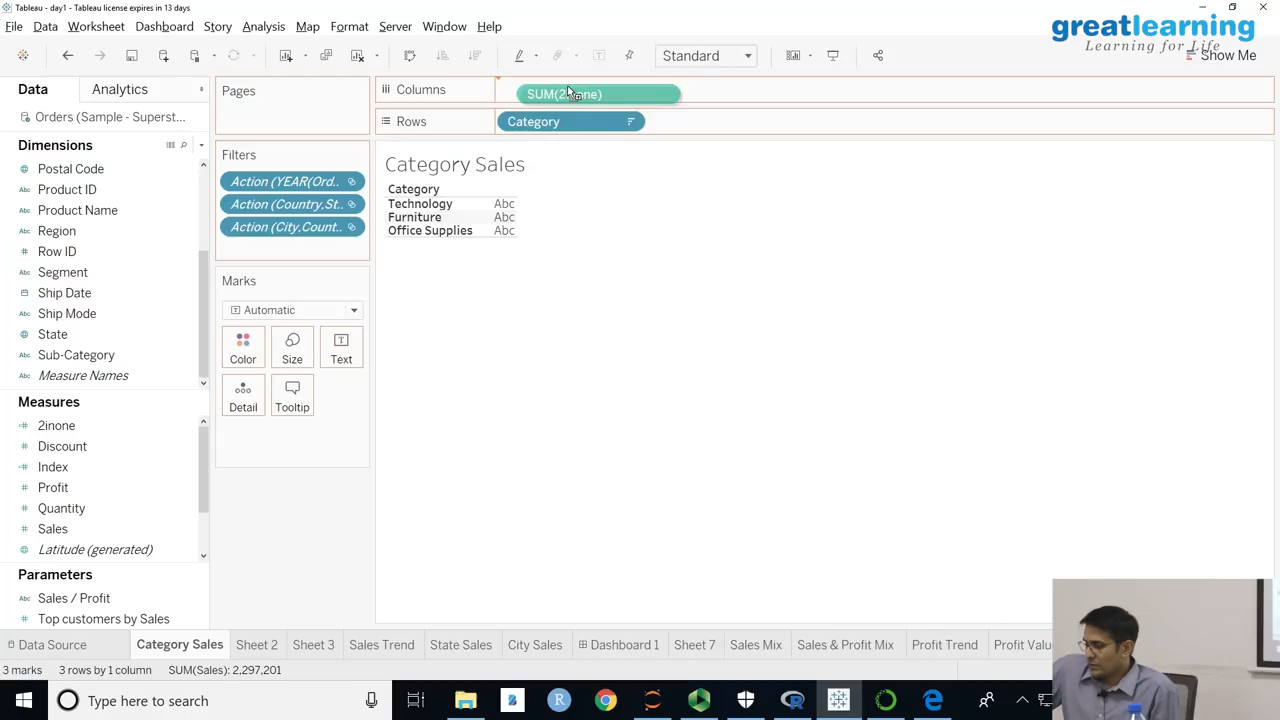 Tableau - day1 - Tableau license expires in 13 days
File Data Worksheet Dashboard Story Analysis Map Format Server Window Help
greatlearning
Learning for Life
Standard
Show Me
Data Analytics
Pages
Columns
SUM(2inone)
Orders (Sample - Superst...
Rows
Category
Dimensions
Postal Code
Product ID
Product Name
Region
Row ID
Segment
Ship Date
Ship Mode
State
Sub-Category
Measure Names
Measures
2inone
Discount
Index
Profit
Quantity
Sales
Latitude (generated)
Parameters
Sales / Profit
Top customers by Sales
Filters
Action (YEAR(Ord..
Action (Country,St..
Action (City,Count..
Marks
Automatic
Color Size Text
Detail Tooltip
Category Sales
Category
Technology Abc
Furniture Abc
Office Supplies Abc
Data Source Category Sales Sheet 2 Sheet 3 Sales Trend State Sales City Sales Dashboard 1 Sheet 7 Sales Mix Sales & Profit Mix Profit Trend Profit Valu
3 marks 3 rows by 1 column SUM(Sales): 2,297,201
Type here to search